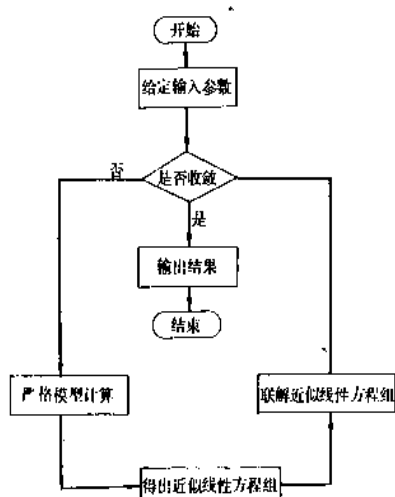 开始
给定输入参数
否
是否收敛
是
输出结果
结束
严格模型计算
联解近似线性方程组
得出近似线性方程组